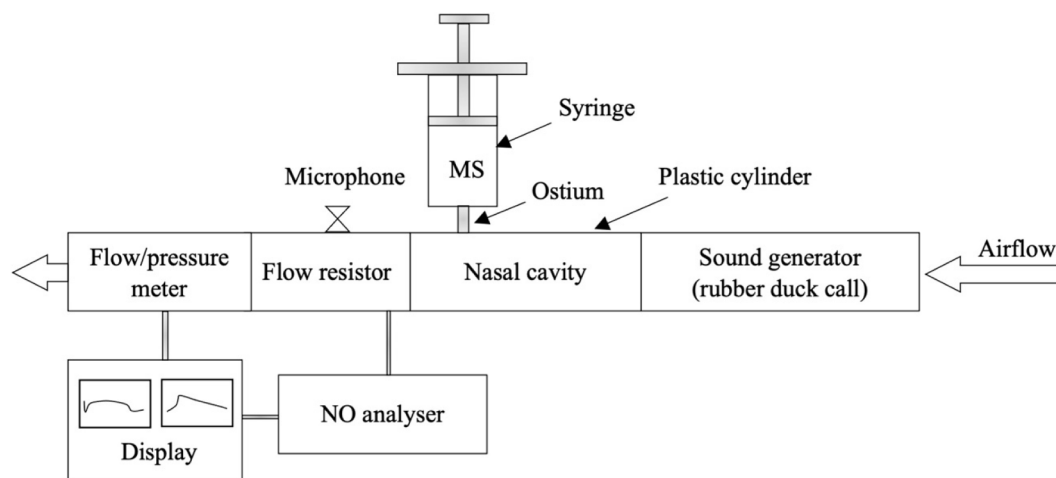 Syringe
MS
Microphone
Ostium
Plastic cylinder
Flow/pressure
meter
Flow resistor
Nasal cavity
Sound generator
(rubber duck call)
Airflow
NO analyser
Display